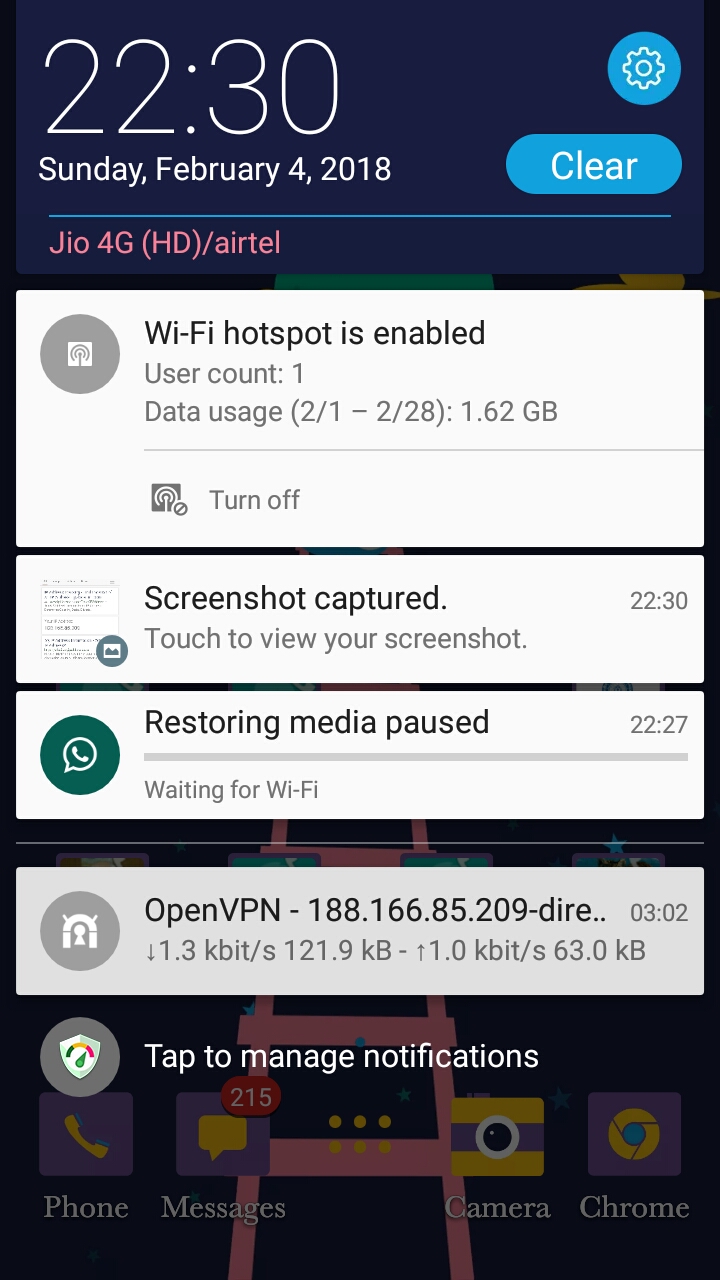 22:30
Sunday, February 4, 2018
Clear
Jio 4G (HD)/airtel
Wi-Fi hotspot is enabled
User count: 1
Data usage (2/1 – 2/28): 1.62 GB
Turn off
Screenshot captured. 22:30
Touch to view your screenshot.
Restoring media paused 22:27
Waiting for Wi-Fi
OpenVPN - 188.166.85.209-dire.. 03:02
↓1.3 kbit/s 121.9 kB - ↑1.0 kbit/s 63.0 kB
Tap to manage notifications
215
Phone Messages Camera Chrome